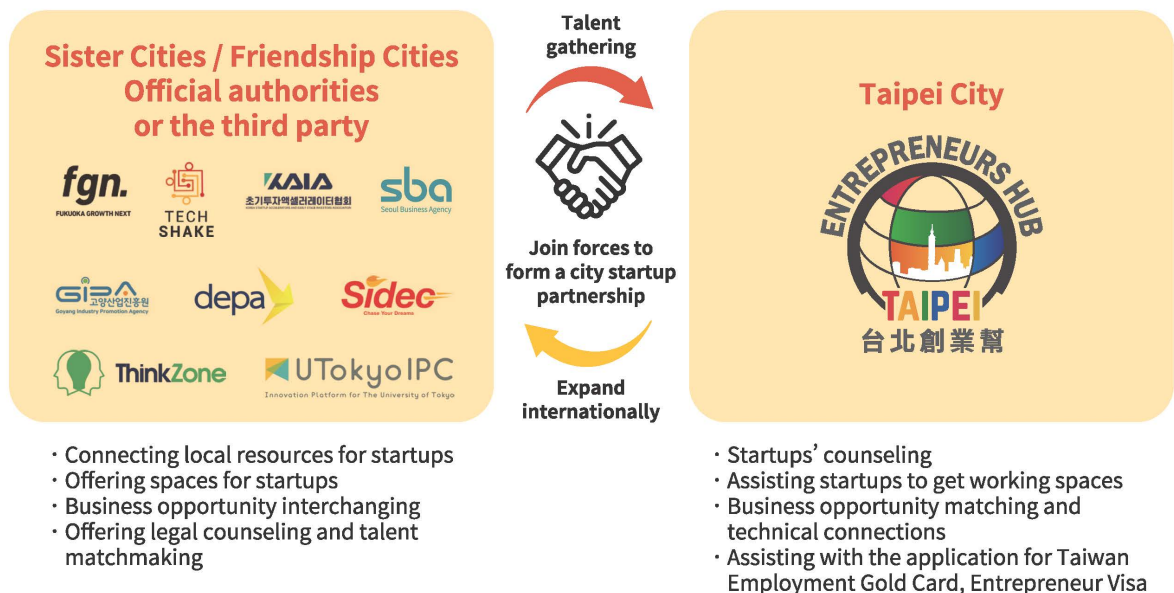 Sister Cities / Friendship Cities
Official authorities
or the third party
fgn.
FUKUOKA GROWTH NEXT
TECH
SHAKE
KAIA
초기투자액셀러레이터협회
sba
Seoul Business Agency
GIPA
고양산업진흥원
Goyang Industry Promotion Agency
depa
Sidec
Chase Your Dreams
ThinkZone
UTokyoIPC
Innovation Platform for The University of Tokyo
· Connecting local resources for startups
· Offering spaces for startups
· Business opportunity interchanging
· Offering legal counseling and talent
matchmaking
Talent
gathering
Join forces to
form a city startup
partnership
Expand
internationally
Taipei City
ENTREPRENEURS HUB
TAIPEI
台北創業幫
· Startups’ counseling
· Assisting startups to get working spaces
· Business opportunity matching and
technical connections
· Assisting with the application for Taiwan
Employment Gold Card, Entrepreneur Visa